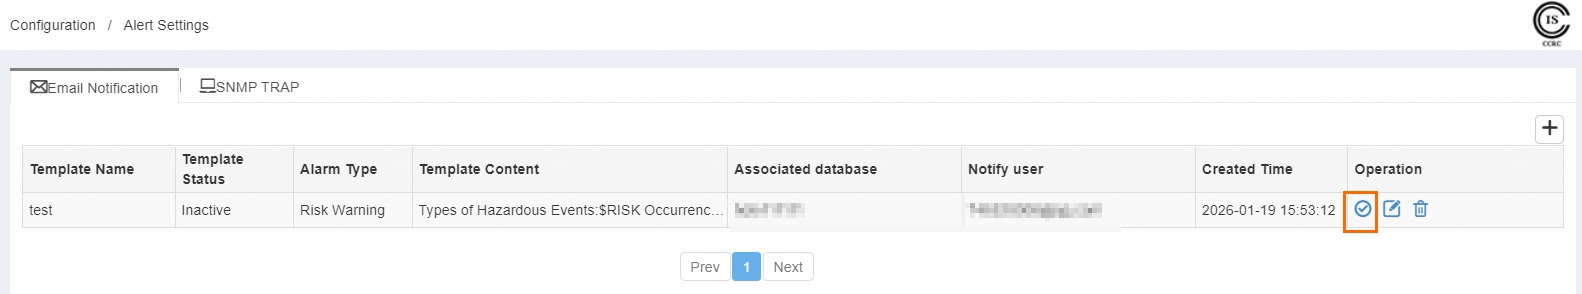 Configuration / Alert Settings
IS
CCRC
Email Notification
SNMP TRAP
+
Template Name Template Status Alarm Type Template Content Associated database Notify user Created Time Operation
test Inactive Risk Warning Types of Hazardous Events:$RISK Occurrenc... 2026-01-19 15:53:12
Prev 1 Next